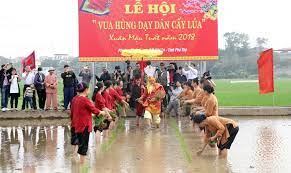 LỄ HỘI
"VUA HÙNG DẠY DÂN CẤY LÚA"
Xuân Mậu Tuất năm 2018